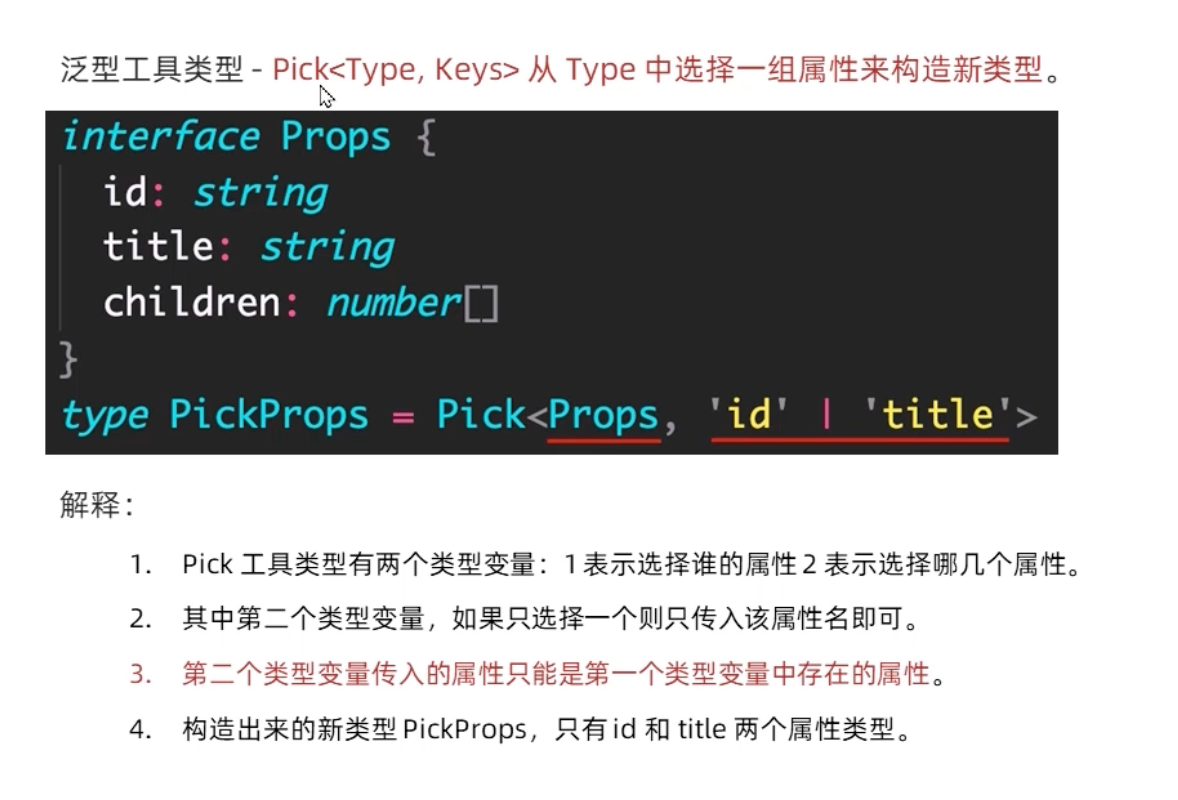 泛型工具类型 - Pick<Type, Keys> 从 Type 中选择一组属性来构造新类型。
interface Props {
  id: string
  title: string
  children: number[]
}
type PickProps = Pick<Props, 'id' | 'title'>
解释：
1. Pick 工具类型有两个类型变量：1 表示选择谁的属性 2 表示选择哪几个属性。
2. 其中第二个类型变量，如果只选择一个则只传入该属性名即可。
3. 第二个类型变量传入的属性只能是第一个类型变量中存在的属性。
4. 构造出来的新类型 PickProps，只有 id 和 title 两个属性类型。